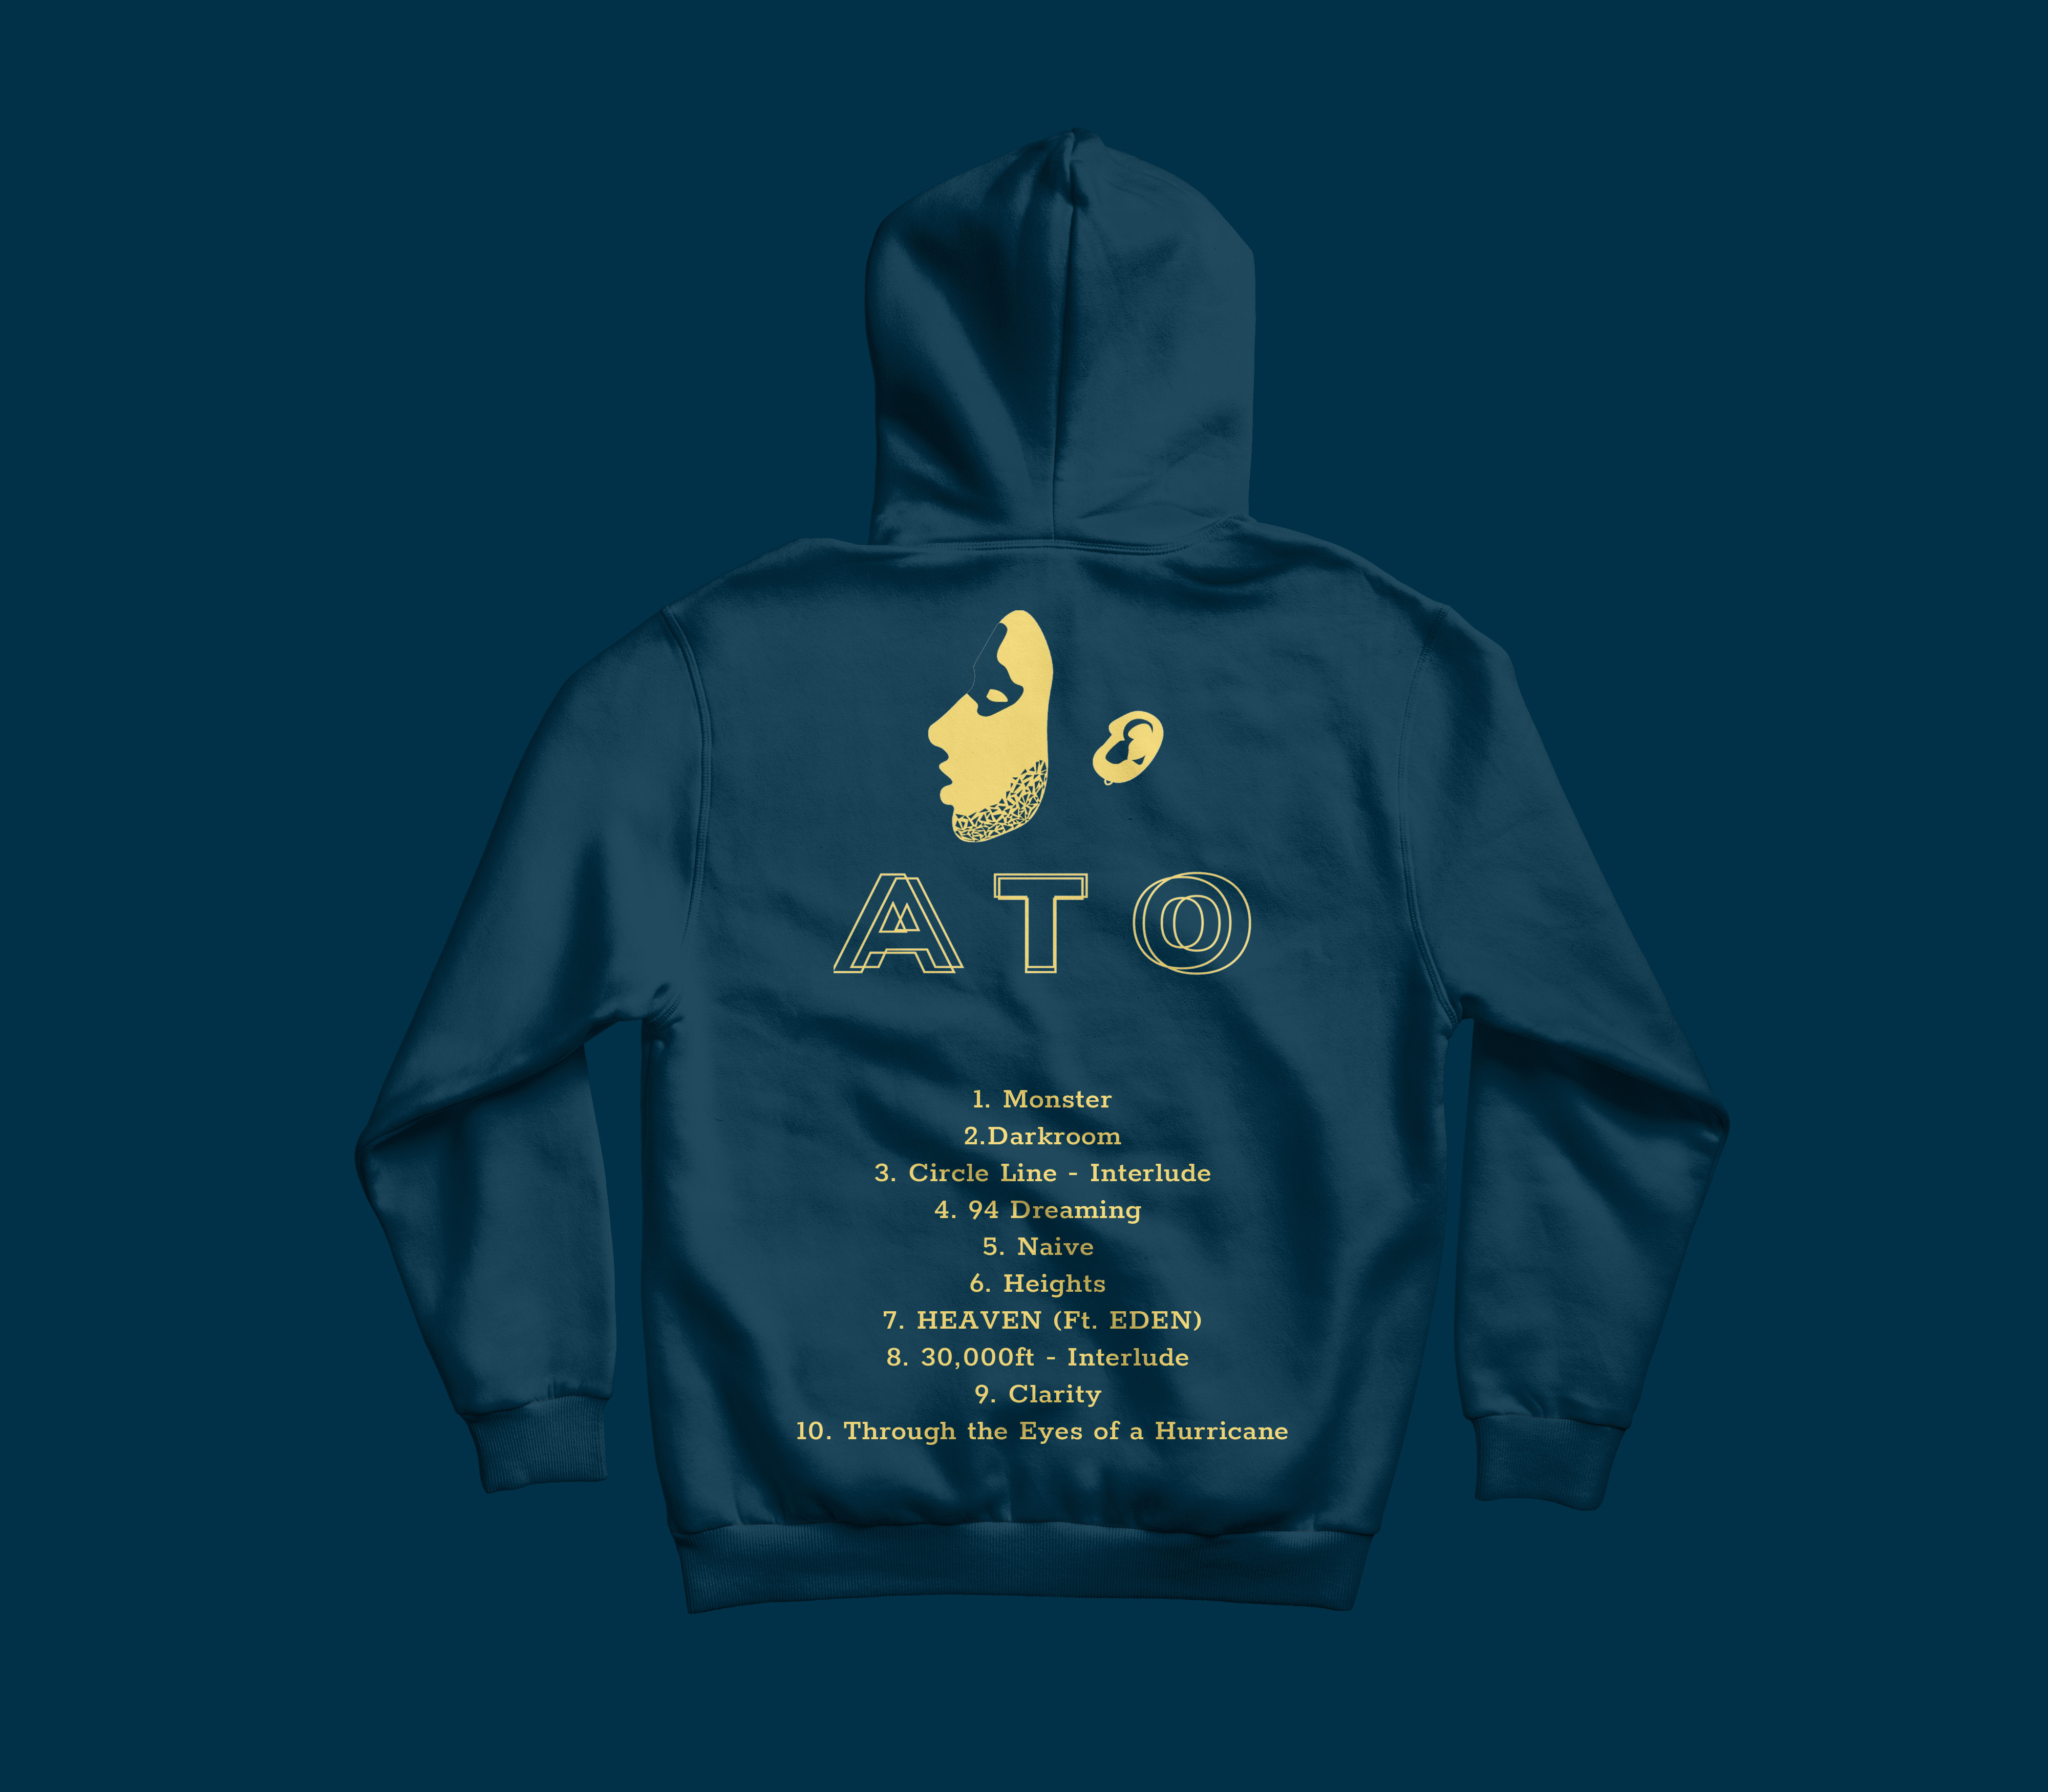 ATO
1. Monster
2.Darkroom
3. Circle Line - Interlude
4. 94 Dreaming
5. Naive
6. Heights
7. HEAVEN (Ft. EDEN)
8. 30,000ft - Interlude
9. Clarity
10. Through the Eyes of a Hurricane